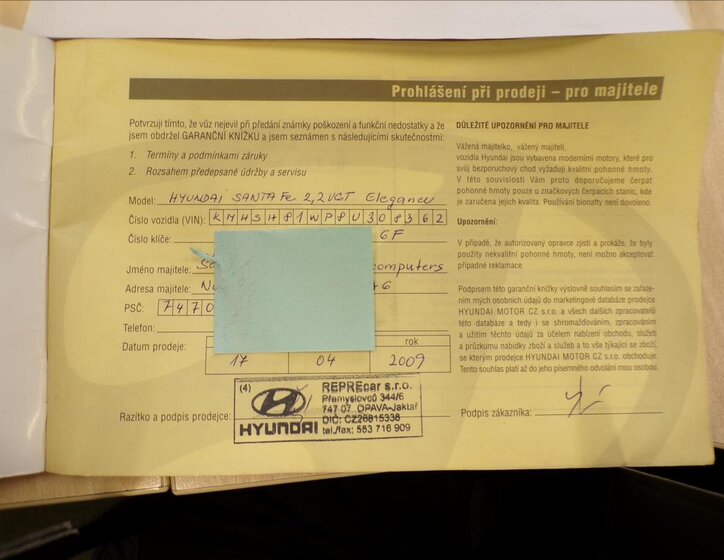 Prohlášení při prodeji – pro majitele
Potvrzuji tímto, že vůz nejevil při předání známky poškození a funkční nedostatky a že
jsem obdržel GARANČNÍ KNÍŽKU a jsem seznámen s následujícími skutečnostmi:
1. Termíny a podmínkami záruky
2. Rozsahem předepsané údržby a servisu
Model: HYUNDAI SANTA Fe 2,2 VGT Elegance
Číslo vozidla (VIN): KMHSH81WP8U308362
Číslo klíče: 6F
Jméno majitele: computers
Adresa majitele:
PSČ: 7470
Telefon:
Datum prodeje: rok
17 04 2009
Razítko a podpis prodejce:
(4)
HYUNDAI
REPREcar s.r.o.
Přemyslovců 344/6
747 07 OPAVA-Jaktař
DIČ: CZ26815338
tel./fax: 553 716 909
DŮLEŽITÉ UPOZORNĚNÍ PRO MAJITELE
Vážená majitelko, vážený majiteli,
vozidla Hyundai jsou vybavena moderními motory, které pro
svůj bezporuchový chod vyžadují kvalitní pohonné hmoty.
V této souvislosti Vám proto doporučujeme čerpat
pohonné hmoty pouze u značkových čerpacích stanic, kde
je zaručena jejich kvalita. Používání bionafty není dovoleno.
Upozornění:
V případě, že autorizovaný opravce zjistí a prokáže, že byly
použity nekvalitní pohonné hmoty, není možno akceptovat
případné reklamace.
Podpisem této garanční knížky výslovně souhlasím se zařaze-
ním mých osobních údajů do marketingové databáze prodejce
HYUNDAI MOTOR CZ s.r.o. a všech dalších zpracovatelů
této databáze a tedy i se shromažďováním, zpracováním
a užitím těchto údajů za účelem nabízení obchodu, služeb
a průzkumu nabídky zboží a služeb a to vše týkající se zboží,
se kterým prodejce HYUNDAI MOTOR CZ s.r.o. obchoduje.
Tento souhlas platí až do jeho písemného odvolání mou osobou.
Podpis zákazníka: